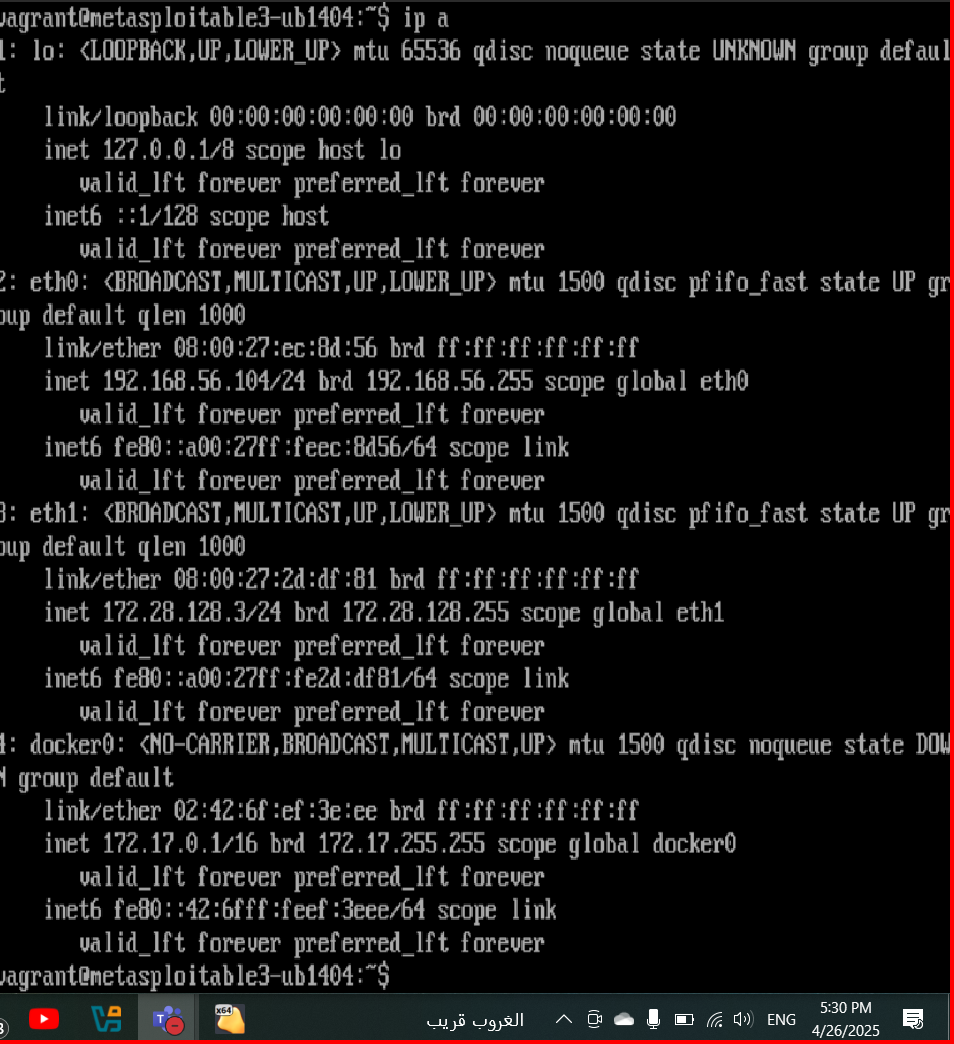 vagrant@metasploitable3-ub1404:~$ ip a
1: lo: <LOOPBACK,UP,LOWER_UP> mtu 65536 qdisc noqueue state UNKNOWN group defaul
t
link/loopback 00:00:00:00:00:00 brd 00:00:00:00:00:00
inet 127.0.0.1/8 scope host lo
valid_lft forever preferred_lft forever
inet6 ::1/128 scope host
valid_lft forever preferred_lft forever
2: eth0: <BROADCAST,MULTICAST,UP,LOWER_UP> mtu 1500 qdisc pfifo_fast state UP gr
oup default qlen 1000
link/ether 08:00:27:ec:8d:56 brd ff:ff:ff:ff:ff:ff
inet 192.168.56.104/24 brd 192.168.56.255 scope global eth0
valid_lft forever preferred_lft forever
inet6 fe80::a00:27ff:feec:8d56/64 scope link
valid_lft forever preferred_lft forever
3: eth1: <BROADCAST,MULTICAST,UP,LOWER_UP> mtu 1500 qdisc pfifo_fast state UP gr
oup default qlen 1000
link/ether 08:00:27:2d:df:81 brd ff:ff:ff:ff:ff:ff
inet 172.28.128.3/24 brd 172.28.128.255 scope global eth1
valid_lft forever preferred_lft forever
inet6 fe80::a00:27ff:fe2d:df81/64 scope link
valid_lft forever preferred_lft forever
4: docker0: <NO-CARRIER,BROADCAST,MULTICAST,UP> mtu 1500 qdisc noqueue state DOW
N group default
link/ether 02:42:6f:ef:3e:ee brd ff:ff:ff:ff:ff:ff
inet 172.17.0.1/16 brd 172.17.255.255 scope global docker0
valid_lft forever preferred_lft forever
inet6 fe80::42:6fff:feef:3eee/64 scope link
valid_lft forever preferred_lft forever
vagrant@metasploitable3-ub1404:~$
3 T x64 الغروب قريب ENG 5:30 PM
4/26/2025